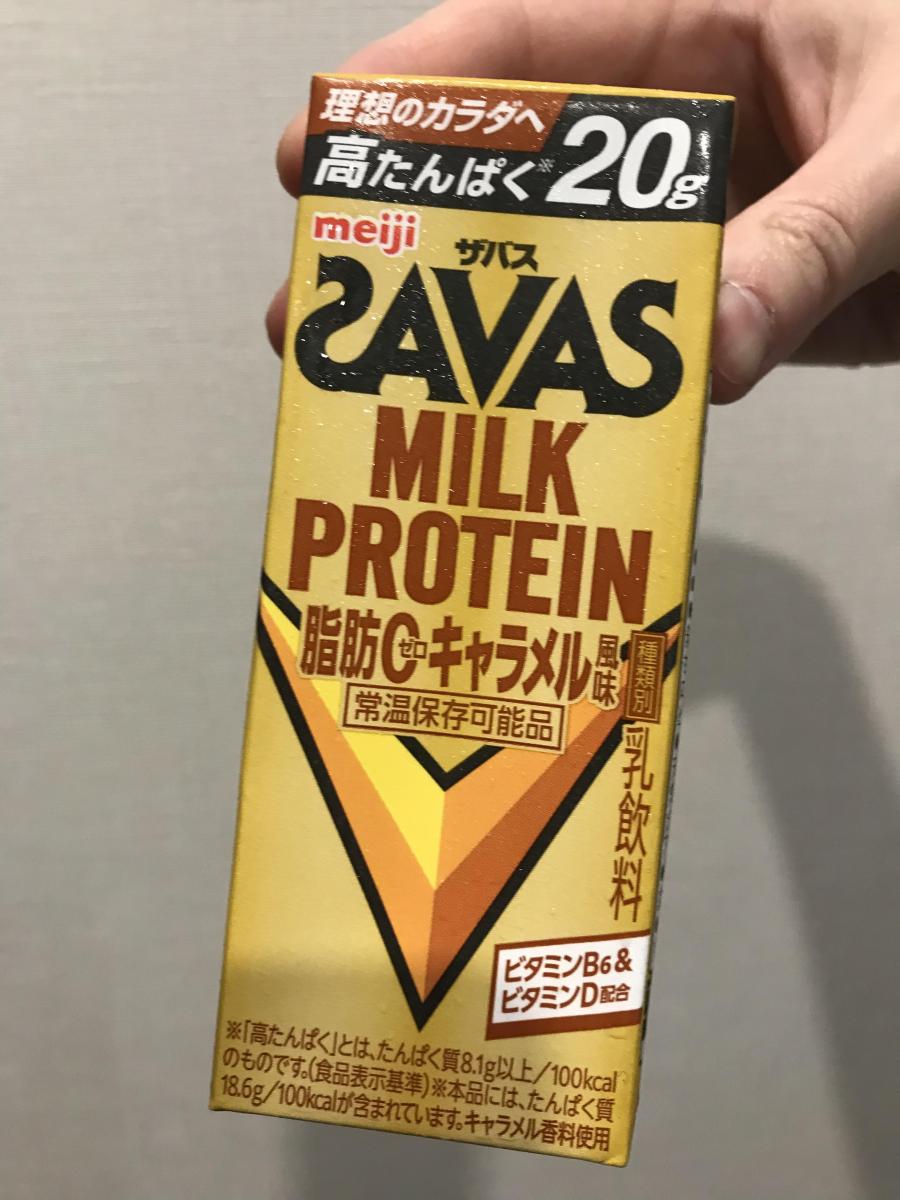 理想のカラダへ
高たんぱく※ 20g
meiji
ザバス
SAVAS
MILK
PROTEIN
脂肪0ゼロキャラメル風味
種類別
乳飲料
常温保存可能品
ビタミンB6&
ビタミンD配合
※「高たんぱく」とは、たんぱく質8.1g以上/100kcal
のものです。(食品表示基準)※本品には、たんぱく質
18.6g/100kcalが含まれています。キャラメル香料使用